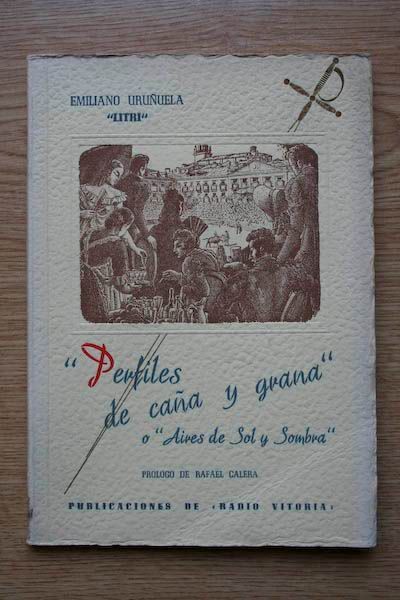 EMILIANO URUÑUELA
"LITRI"
"Perfiles
de caña y grana"
o "Aires de Sol y Sombra"
PROLOGO DE RAFAEL CALERA
PUBLICACIONES DE «RADIO VITORIA»